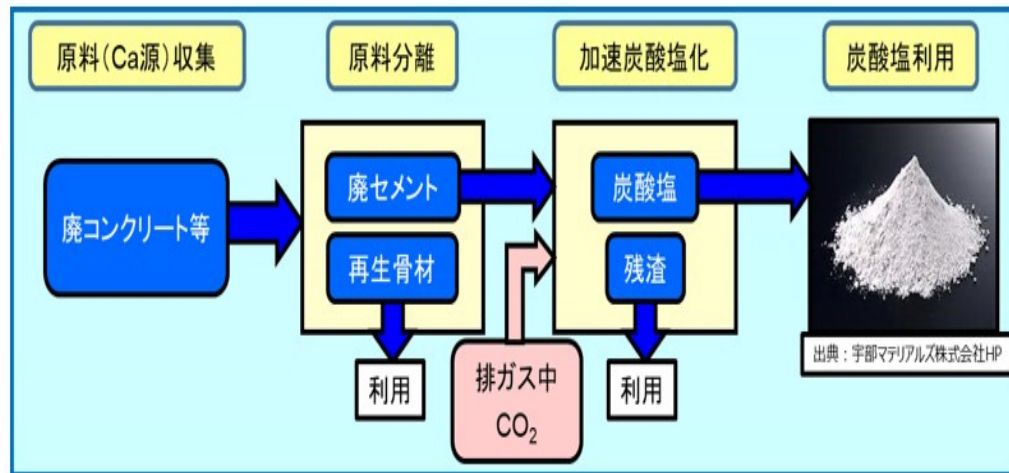 原料(Ca源)収集
原料分離
加速炭酸塩化
炭酸塩利用
廃コンクリート等
廃セメント
再生骨材
利用
排ガス中
CO₂
炭酸塩
残渣
利用
出典：宇部マテリアルズ株式会社HP